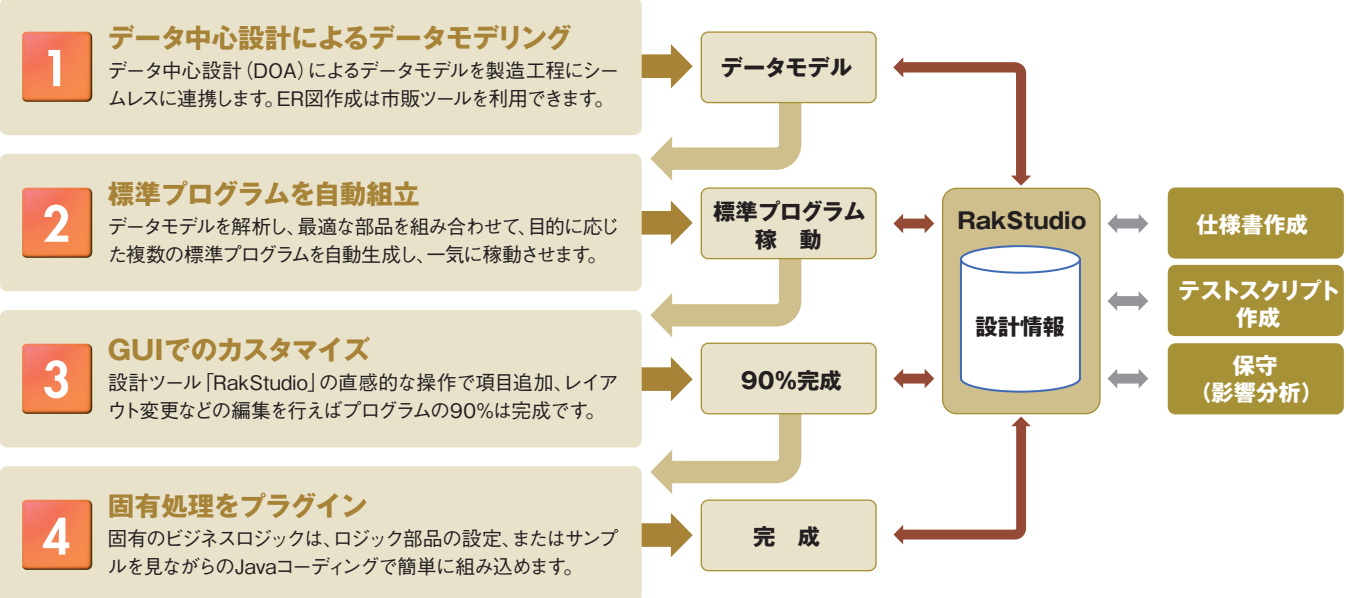 1
データ中心設計によるデータモデリング
データ中心設計(DOA)によるデータモデルを製造工程にシー
ムレスに連携します。ER図作成は市販ツールを利用できます。
データモデル
2
標準プログラムを自動組立
データモデルを解析し、最適な部品を組み合わせて、目的に応じ
た複数の標準プログラムを自動生成し、一気に稼動させます。
標準プログラム
稼 動
3
GUIでのカスタマイズ
設計ツール「RakStudio」の直感的な操作で項目追加、レイア
ウト変更などの編集を行えばプログラムの90%は完成です。
90%完成
4
固有処理をプラグイン
固有のビジネスロジックは、ロジック部品の設定、またはサンプ
ルを見ながらのJavaコーディングで簡単に組み込めます。
完 成
RakStudio
設計情報
仕様書作成
テストスクリプト
作成
保守
(影響分析)